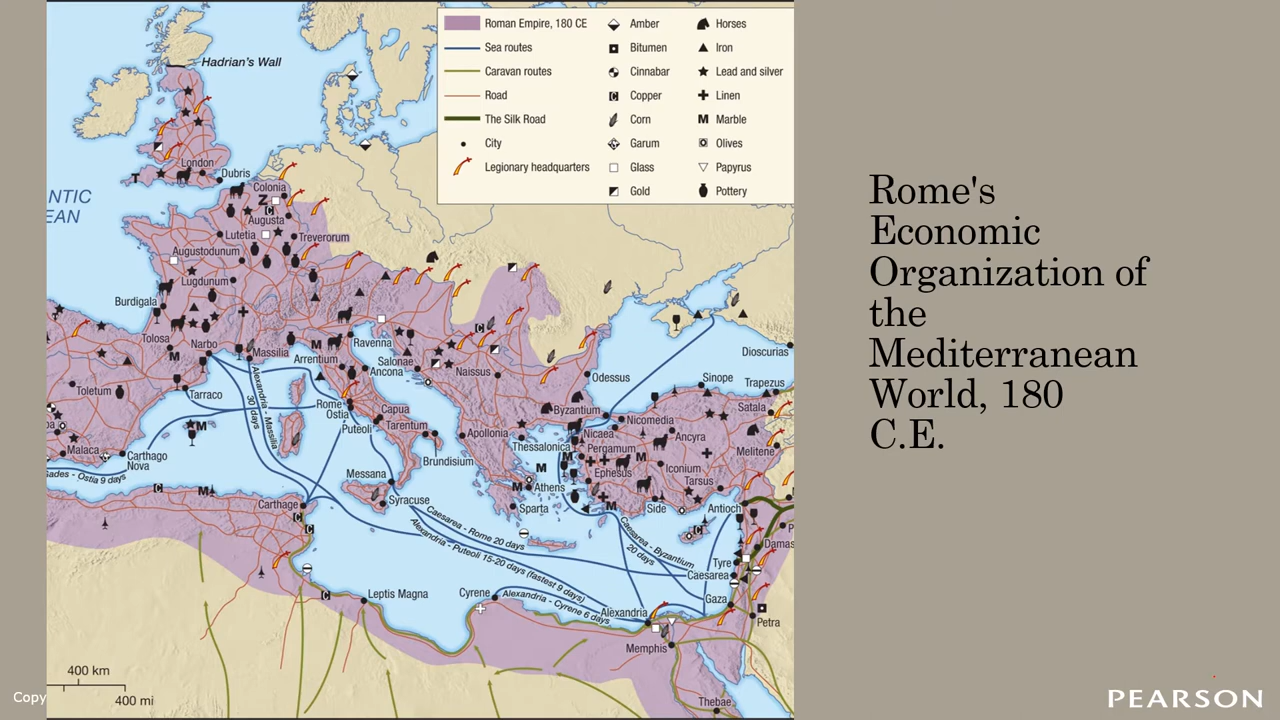 Roman Empire, 180 CE
Sea routes
Caravan routes
Road
The Silk Road
City
Legionary headquarters
Amber
Bitumen
Cinnabar
C Copper
Corn
Garum
Glass
Gold
Horses
Iron
Lead and silver
Linen
M Marble
Olives
Papyrus
Pottery
Hadrian's Wall
NTIC
EAN
London
Dubris
T
Colonia
Z
C
Augusta
Treverorum
Lutetia
Augustodunum
Lugdunum
Burdigala
Tolosa
M
Narbo
Massilia
Arrentium
M
Ravenna
Ancona
Salonae
Naissus
C
Odessus
Dioscurias
Sinope
Trapezus
Satala
Melitene
T
Toletum
Tarraco
M
Malaca
Carthago
Nova
Gades - Ostia 9 days
Alexandria - Massilia
30 days
Rome
Ostia
Puteoli
Capua
Tarentum
Brundisium
Apollonia
Thessalonica
Byzantium
Nicomedia
Nicaea
Pergamum
Ancyra
M
M
Ephesus
Iconium
Tarsus
M
Athens
M
Sparta
M
Side
Antioch
C
Messana
Syracuse
Carthage
C
M
C
C
C
Caesarea - Rome 20 days
Alexandria - Puteoli 15-20 days (fastest 9 days)
Caesarea - Byzantium
20 days
Alexandria - Cyrene 6 days
Leptis Magna
Cyrene
Alexandria
Memphis
Thebae
Tyre
Caesarea
Gaza
Damas
P
Petra
400 km
400 mi
Copy
Rome's
Economic
Organization of
the
Mediterranean
World, 180
C.E.
PEARSON